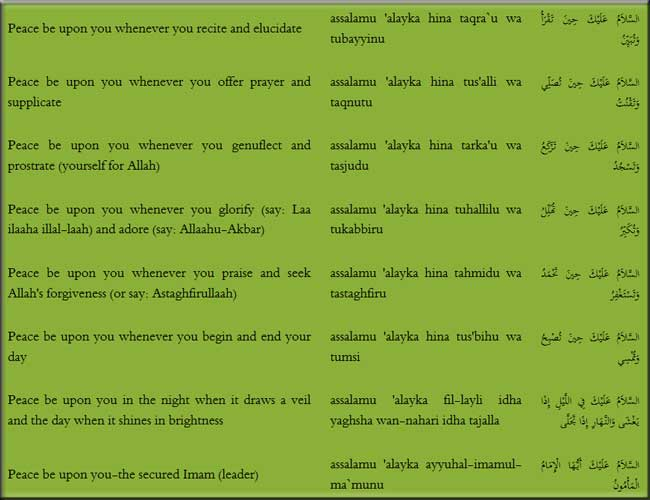 Peace be upon you whenever you recite and elucidate
assalamu 'alayka hina taqra`u wa
tubayyinu
السَّلاَمُ عَلَيْكَ حِينَ تَقْرَأُ
وَتُبَيِّنُ
Peace be upon you whenever you offer prayer and
supplicate
assalamu 'alayka hina tus'alli wa
taqnutu
السَّلاَمُ عَلَيْكَ حِينَ تُصَلِّي
وَتَقْنُتُ
Peace be upon you whenever you genuflect and
prostrate (yourself for Allah)
assalamu 'alayka hina tarka'u wa
tasjudu
السَّلاَمُ عَلَيْكَ حِينَ تَرْكَعُ
وَتَسْجُدُ
Peace be upon you whenever you glorify (say: Laa
ilaaha illal-laah) and adore (say: Allaahu-Akbar)
assalamu 'alayka hina tuhallilu wa
tukabbiru
السَّلاَمُ عَلَيْكَ حِينَ تُهَلِّلُ
وَتُكَبِّرُ
Peace be upon you whenever you praise and seek
Allah's forgiveness (or say: Astaghfirullaah)
assalamu 'alayka hina tahmidu wa
tastaghfiru
السَّلاَمُ عَلَيْكَ حِينَ تَحْمَدُ
وَتَسْتَغْفِرُ
Peace be upon you whenever you begin and end your
day
assalamu 'alayka hina tus'bihu wa
tumsi
السَّلاَمُ عَلَيْكَ حِينَ تُصْبِحُ
وَتُمْسِي
Peace be upon you in the night when it draws a veil
and the day when it shines in brightness
assalamu 'alayka fil-layli idha
yaghsha wan-nahari idha tajalla
السَّلاَمُ عَلَيْكَ فِي اللَّيْلِ إِذَا
يَغْشَى وَالنَّهَارِ إِذَا تَجَلَّى
Peace be upon you-the secured Imam (leader)
assalamu 'alayka ayyuhal-imamul-
ma`munu
السَّلاَمُ عَلَيْكَ أَيُّهَا الْإِمَامُ
الْمَأْمُونُ